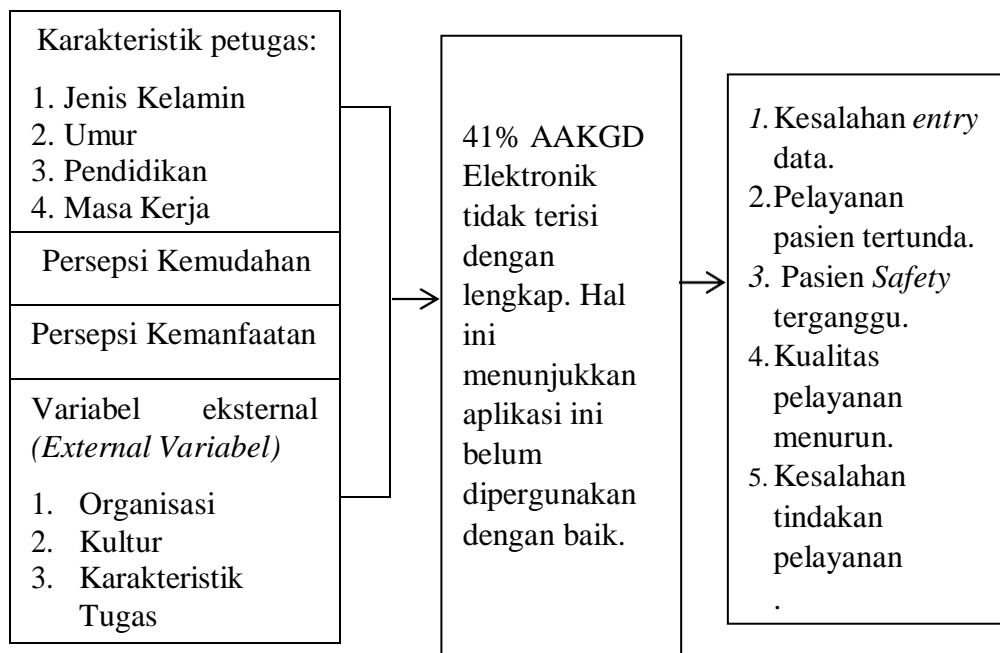 Karakteristik petugas:
1. Jenis Kelamin
2. Umur
3. Pendidikan
4. Masa Kerja
Persepsi Kemudahan
Persepsi Kemanfaatan
Variabel eksternal
(External Variabel)
1. Organisasi
2. Kultur
3. Karakteristik
Tugas
41% AAKGD
Elektronik
tidak terisi
dengan
lengkap. Hal
ini
menunjukkan
aplikasi ini
belum
dipergunakan
dengan baik.
1. Kesalahan entry
data.
2.Pelayanan
pasien tertunda.
3. Pasien Safety
terganggu.
4. Kualitas
pelayanan
menurun.
5. Kesalahan
tindakan
pelayanan
.